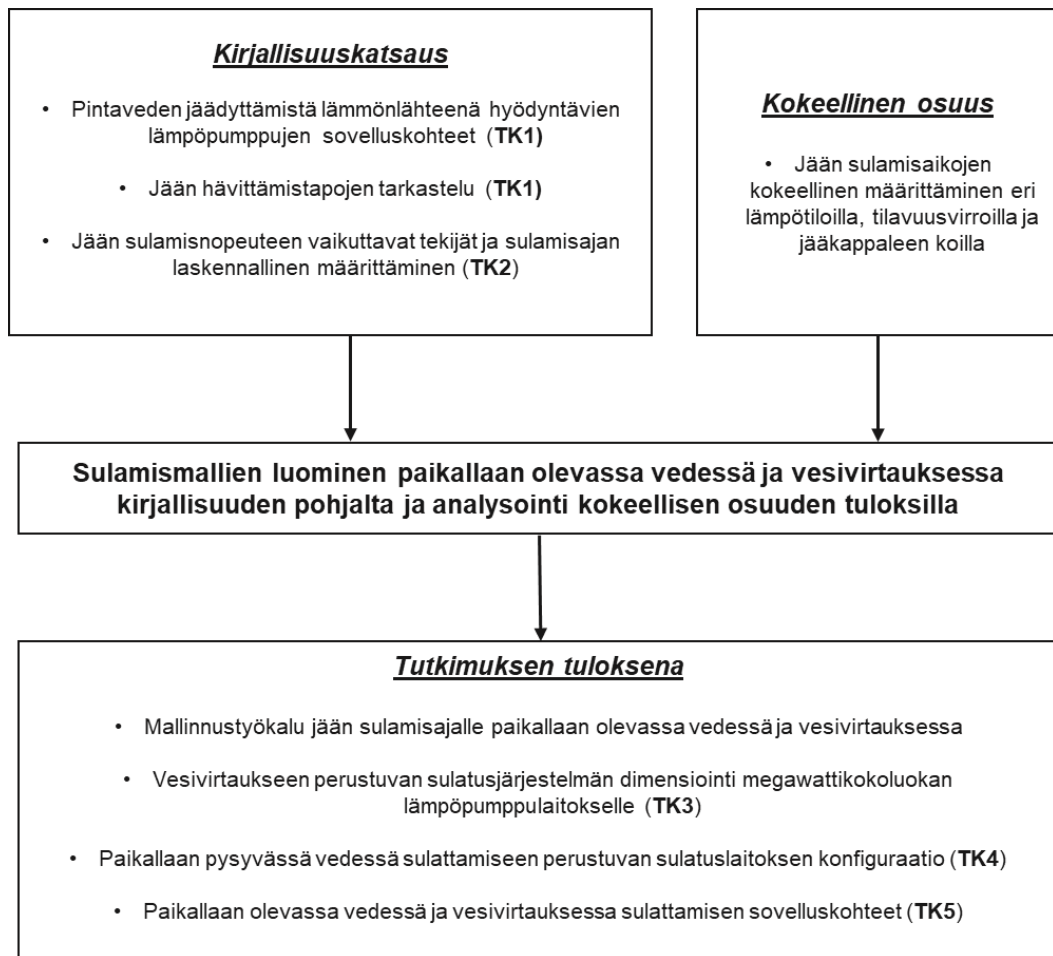 Kirjallisuuskatsaus
• Pintaveden jäädyttämistä lämmönlähteenä hyödyntävien
lämpöpumppujen sovelluskohteet (TK1)
• Jään hävittämistapojen tarkastelu (TK1)
• Jään sulamisnopeuteen vaikuttavat tekijät ja sulamisajan
laskennallinen määrittäminen (TK2)
Kokeellinen osuus
• Jään sulamisaikojen
kokeellinen määrittäminen eri
lämpötiloilla, tilavuusvirroilla ja
jääkappaleen koilla
Sulamismallien luominen paikallaan olevassa vedessä ja vesivirtauksessa
kirjallisuuden pohjalta ja analysointi kokeellisen osuuden tuloksilla
Tutkimuksen tuloksena
• Mallinnustyökalu jään sulamisajalle paikallaan olevassa vedessä ja vesivirtauksessa
• Vesivirtaukseen perustuvan sulatusjärjestelmän dimensiointi megawattikokoluokan
lämpöpumppulaitokselle (TK3)
• Paikallaan pysyvässä vedessä sulattamiseen perustuvan sulatuslaitoksen konfiguraatio (TK4)
• Paikallaan olevassa vedessä ja vesivirtauksessa sulattamisen sovelluskohteet (TK5)